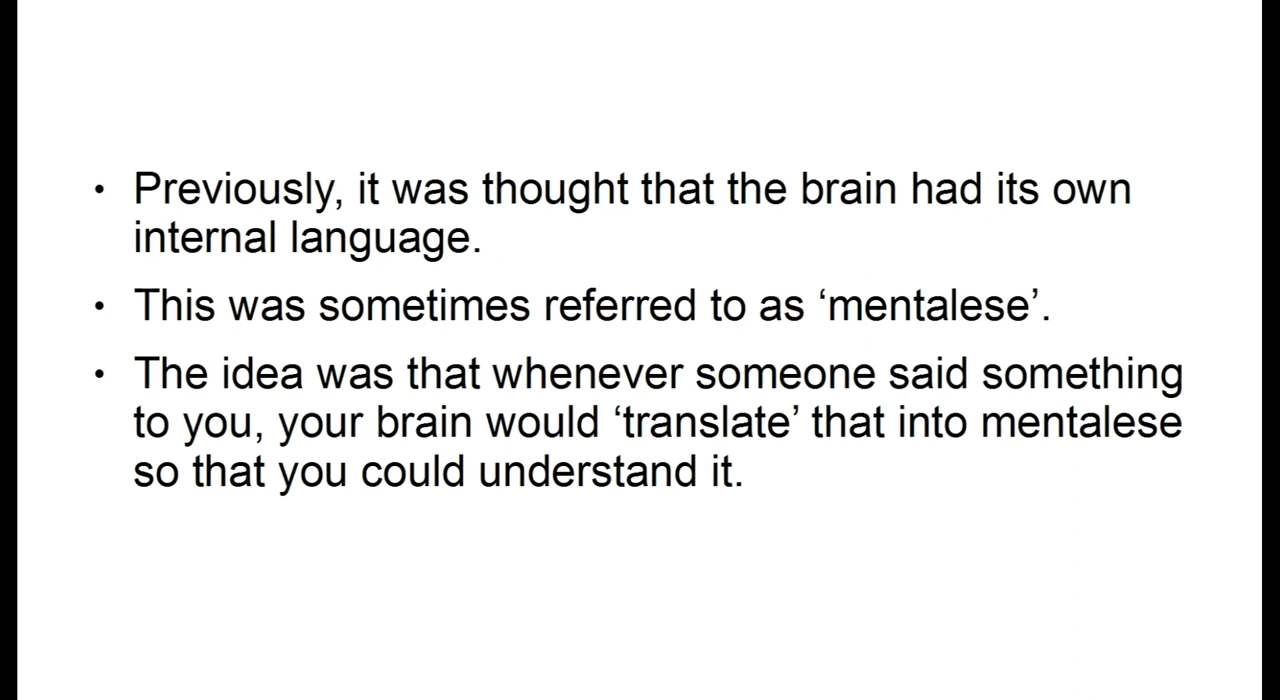 • Previously, it was thought that the brain had its own
internal language.
• This was sometimes referred to as ‘mentalese’.
• The idea was that whenever someone said something
to you, your brain would ‘translate’ that into mentalese
so that you could understand it.